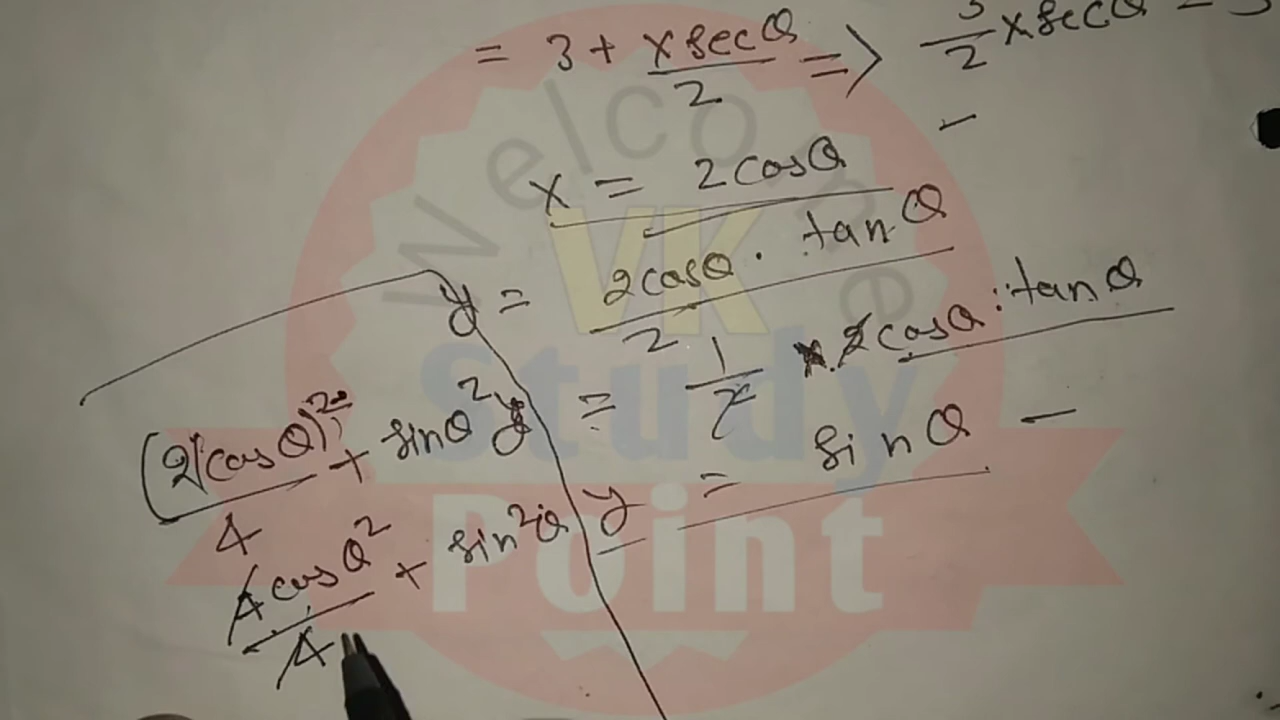 = 3 + x secθ / 2 => 3/2 x secθ = 3
x = 2cosθ
y = 2cosθ . tanθ / 2
y = 1/2 x. 2cosθ . tanθ
y = sinθ
(2cosθ)² / 4 + sinθ²
4cosθ² / 4 + sin²θ
Welcome
VK
Study
Point